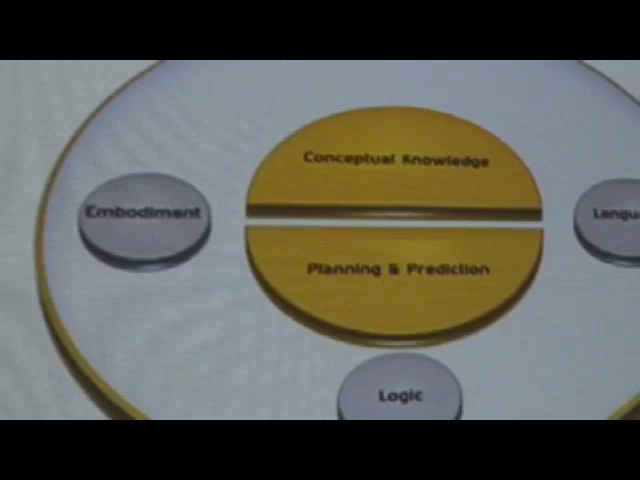 Conceptual Knowledge
Embodiment
Planning & Prediction
Logic